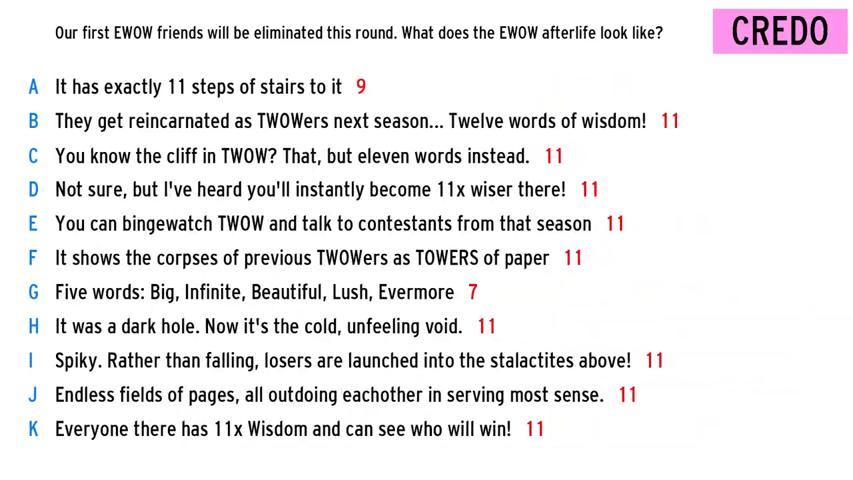 Our first EWOW friends will be eliminated this round. What does the EWOW afterlife look like?
CREDO
A It has exactly 11 steps of stairs to it 9
B They get reincarnated as TWOWers next season... Twelve words of wisdom! 11
C You know the cliff in TWOW? That, but eleven words instead. 11
D Not sure, but I've heard you'll instantly become 11x wiser there! 11
E You can bingewatch TWOW and talk to contestants from that season 11
F It shows the corpses of previous TWOWers as TOWERS of paper 11
G Five words: Big, Infinite, Beautiful, Lush, Evermore 7
H It was a dark hole. Now it's the cold, unfeeling void. 11
I Spiky. Rather than falling, losers are launched into the stalactites above! 11
J Endless fields of pages, all outdoing eachother in serving most sense. 11
K Everyone there has 11x Wisdom and can see who will win! 11